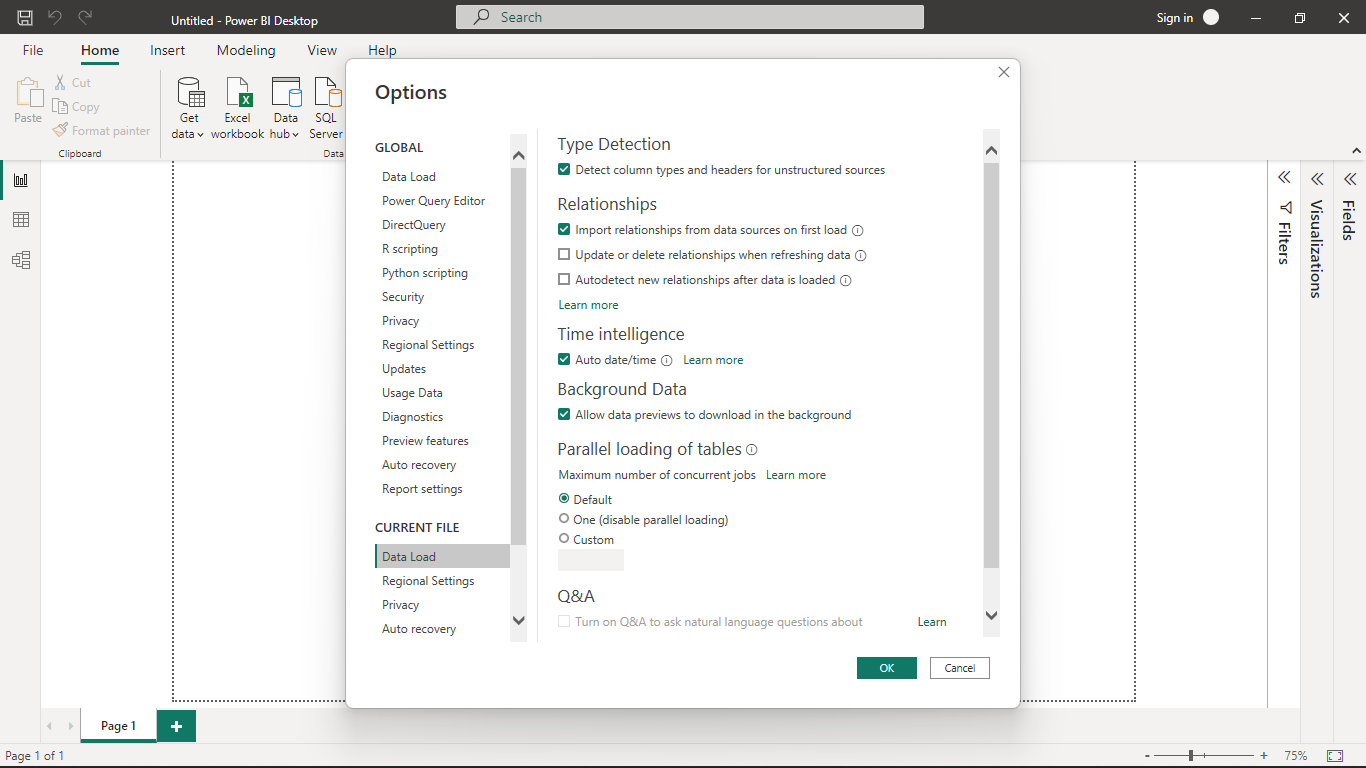 Untitled - Power BI Desktop
Search
Sign in
File Home Insert Modeling View Help
Paste
Cut
Copy
Format painter
Clipboard
Get data
Excel workbook
Data hub
SQL Server
Data
Options
GLOBAL
Data Load
Power Query Editor
DirectQuery
R scripting
Python scripting
Security
Privacy
Regional Settings
Updates
Usage Data
Diagnostics
Preview features
Auto recovery
Report settings
CURRENT FILE
Data Load
Regional Settings
Privacy
Auto recovery
Type Detection
Detect column types and headers for unstructured sources
Relationships
Import relationships from data sources on first load
Update or delete relationships when refreshing data
Autodetect new relationships after data is loaded
Learn more
Time intelligence
Auto date/time Learn more
Background Data
Allow data previews to download in the background
Parallel loading of tables
Maximum number of concurrent jobs Learn more
Default
One (disable parallel loading)
Custom
Q&A
Turn on Q&A to ask natural language questions about Learn
OK Cancel
Filters
Visualizations
Fields
Page 1
+
Page 1 of 1
- + 75%